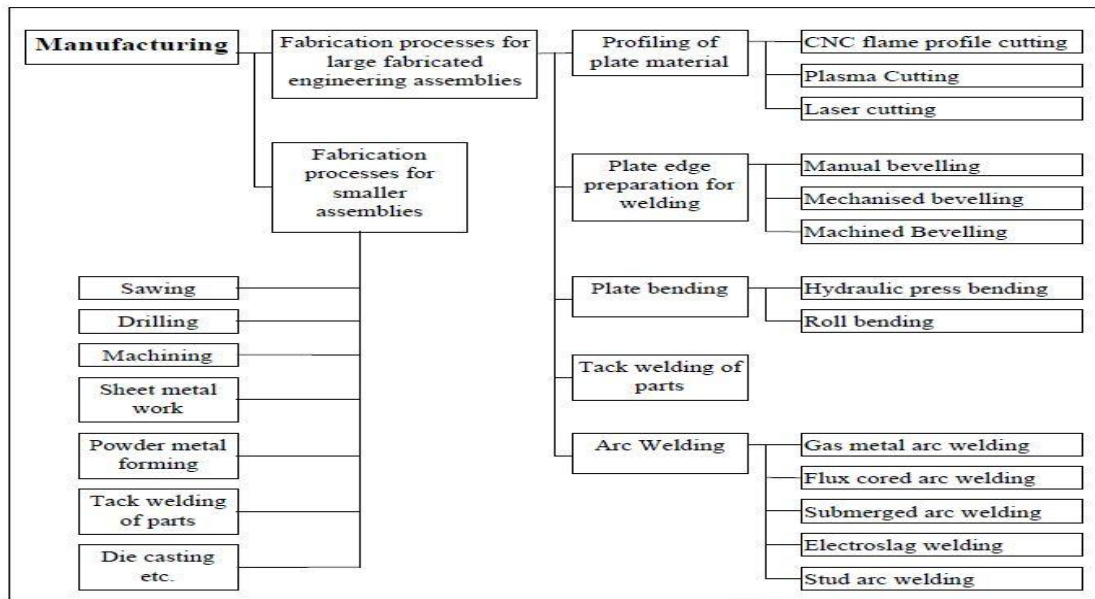 Manufacturing
Fabrication processes for
large fabricated
engineering assemblies
Fabrication
processes for
smaller
assemblies
Sawing
Drilling
Machining
Sheet metal
work
Powder metal
forming
Tack welding
of parts
Die casting
etc.
Profiling of
plate material
CNC flame profile cutting
Plasma Cutting
Laser cutting
Plate edge
preparation for
welding
Manual bevelling
Mechanised bevelling
Machined Bevelling
Plate bending
Hydraulic press bending
Roll bending
Tack welding of
parts
Arc Welding
Gas metal arc welding
Flux cored arc welding
Submerged arc welding
Electroslag welding
Stud arc welding